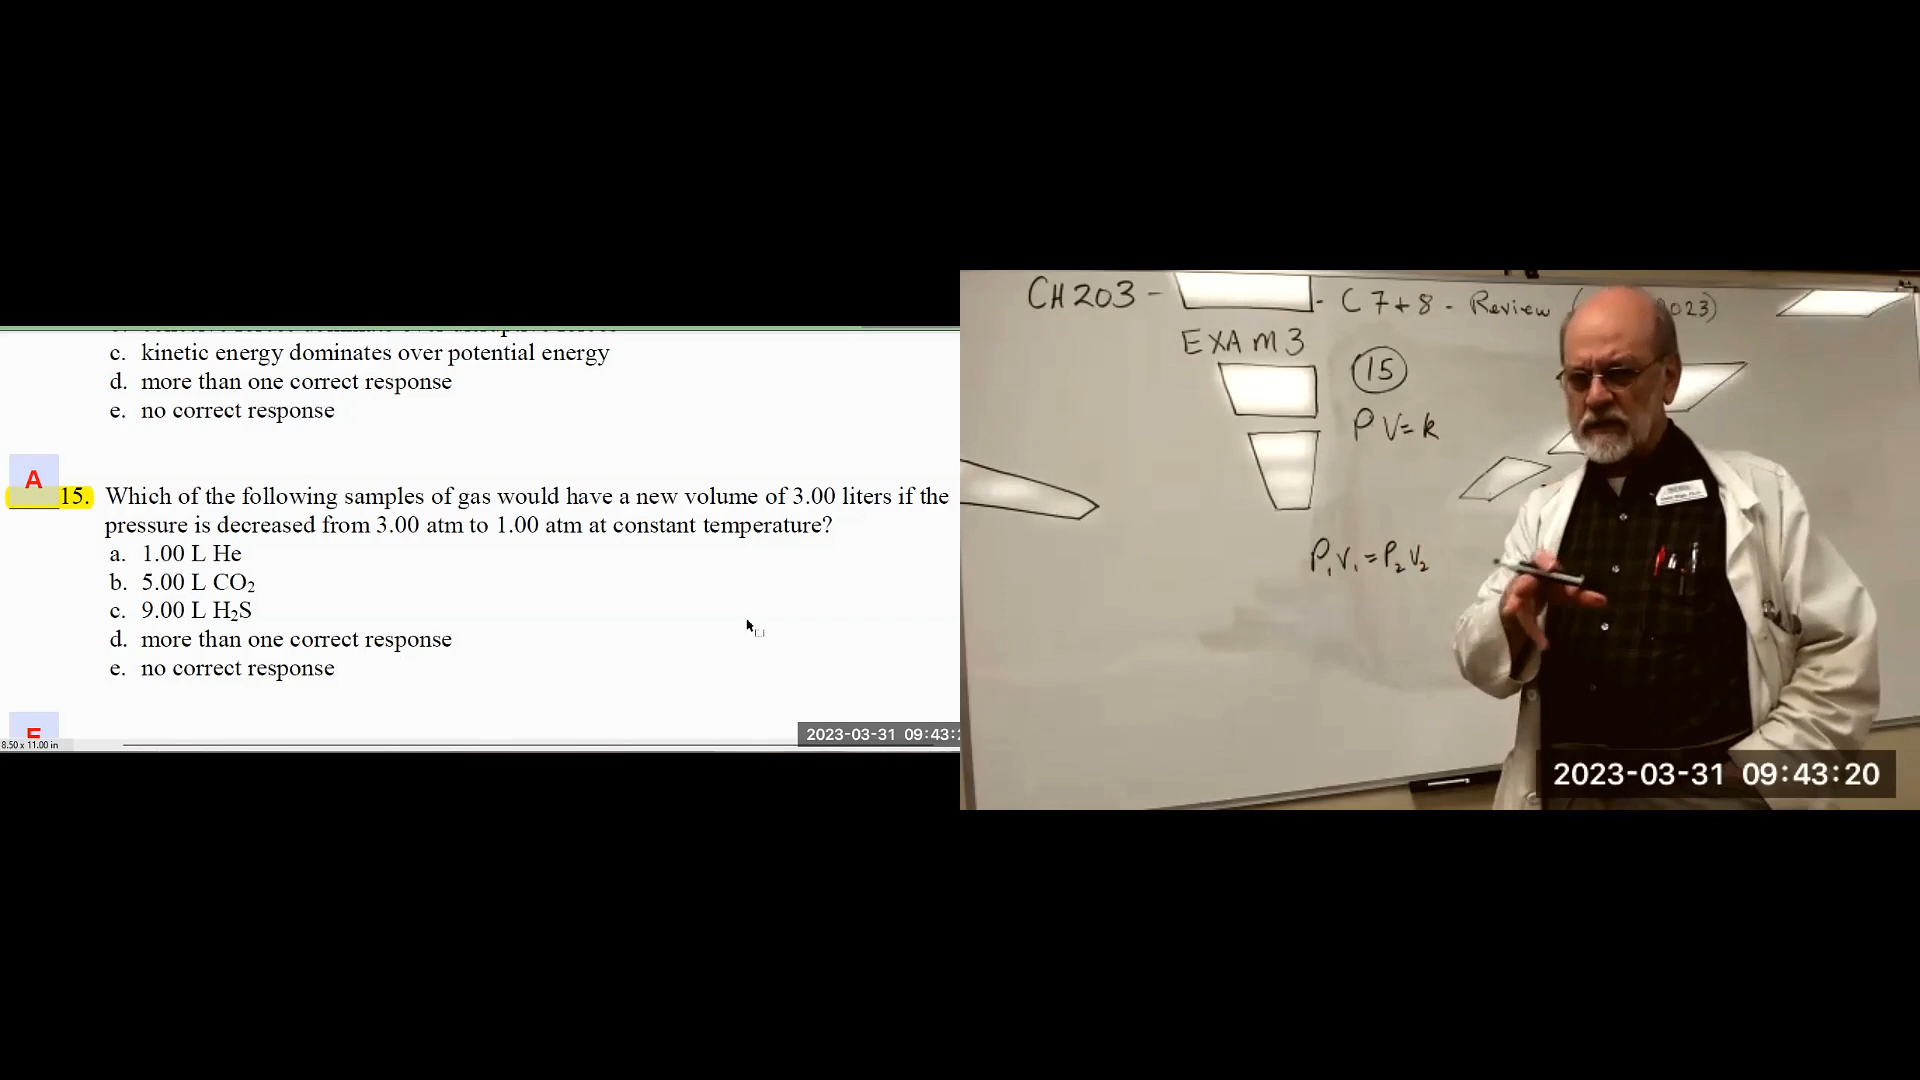 c. kinetic energy dominates over potential energy
d. more than one correct response
e. no correct response
A
15. Which of the following samples of gas would have a new volume of 3.00 liters if the
pressure is decreased from 3.00 atm to 1.00 atm at constant temperature?
a. 1.00 L He
b. 5.00 L CO₂
c. 9.00 L H₂S
d. more than one correct response
e. no correct response
8.50 x 11.00 in
2023-03-31 09:43:2
CH203 -
- C 7+8 - Review (
023)
EXAM 3
15
PV=k
P₁V₁=P₂V₂
2023-03-31 09:43:20